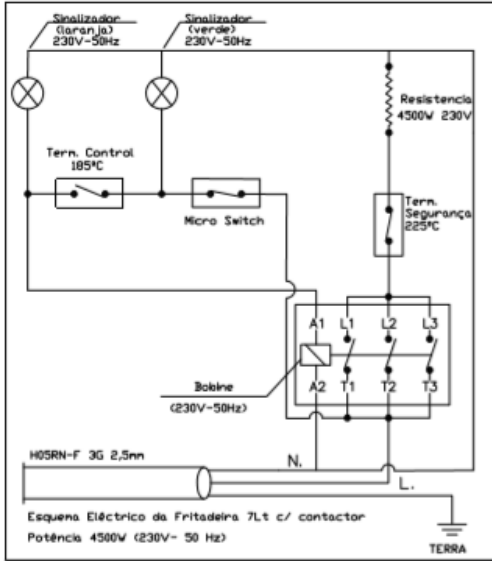 Sinalizador
(laranja)
230V-50Hz
Sinalizador
(verde)
230V-50Hz
Resistencia
4500W 230V
Term. Control
185ºC
Micro Switch
Term.
Segurança
225ºC
A1 L1 L2 L3
A2 T1 T2 T3
Bobine
(230V-50Hz)
H05RN-F 3G 2,5mm
N.
L.
Esquema Eléctrico da Fritadeira 7Lt c/ contactor
Potência 4500W (230V- 50 Hz)
TERRA